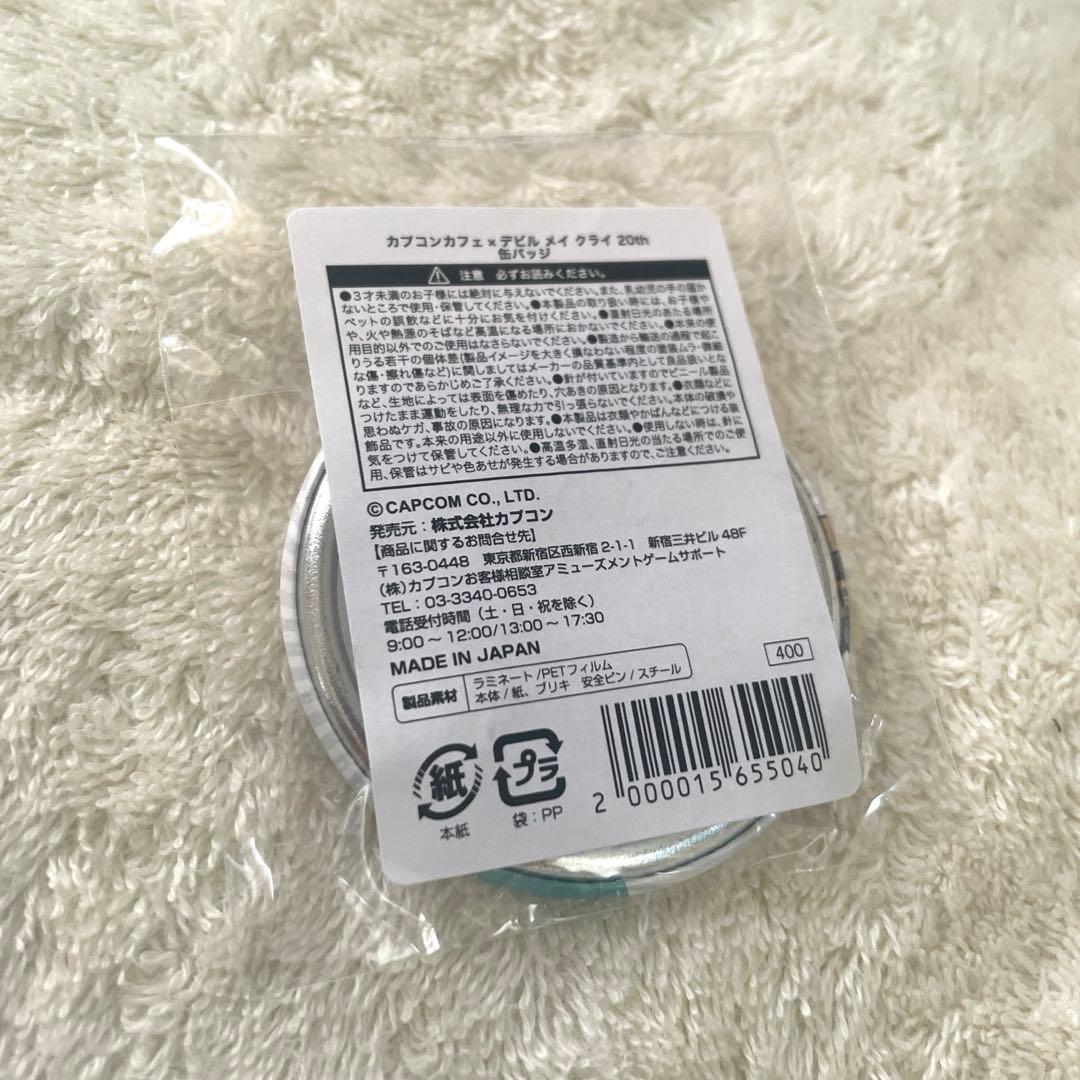 カプコンカフェ×デビル メイ クライ 20th
缶バッジ
注意 必ずお読みください。
●3才未満のお子様には絶対に与えないでください。また、乳幼児の手の届か
ないところで使用・保管してください。●本製品の取り扱い時には、お子様や
ペットの誤飲などに十分にお気を付けください。●直射日光のあたる場所
や、火や熱源のそばなど高温になる場所におかないでください。●本来の使
用目的以外でのご使用はなさらないでください。●製造から輸送の過程で起こ
りうる若干の個体差(製品イメージを大きく損なわない程度の塗装ムラ・微細
な傷・擦れ傷など)に関しましてはメーカーの品質基準内として良品扱いとな
りますのであらかじめご了承ください。●針が付いていますのでビニール製品
など、生地によっては表面を傷めたり、穴あきの原因となります。●衣類などに
つけたまま運動をしたり、無理な力で引っ張らないでください。本体の破損や
思わぬケガ、事故の原因になります。●本製品は衣類やかばんなどにつける装
飾品です。本来の用途以外に使用しないでください。●使用しない時は、針に
気をつけて保管してください。●高温多湿、直射日光の当たる場所でのご使
用、保管はサビや色あせが発生する場合がありますので、ご注意ください。
©CAPCOM CO., LTD.
発売元：株式会社カプコン
【商品に関するお問合せ先】
〒163-0448 東京都新宿区西新宿2-1-1 新宿三井ビル48F
(株)カプコンお客様相談室アミューズメントゲームサポート
TEL：03-3340-0653
電話受付時間（土・日・祝を除く）
9:00～12:00/13:00～17:30
MADE IN JAPAN
400
製品素材
ラミネート/PETフィルム
本体/紙、ブリキ 安全ピン/スチール
紙
本紙
プラ
袋：PP
2 000015 655040